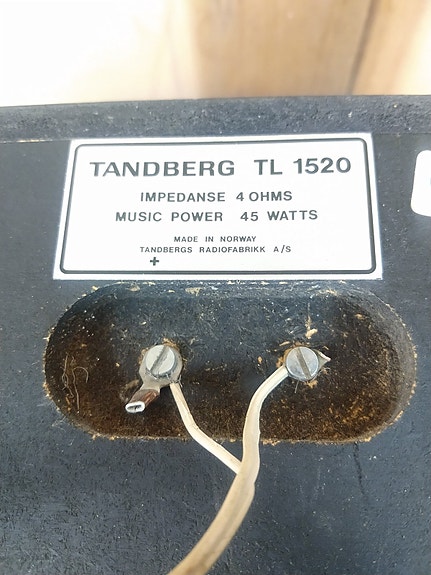 TANDBERG TL 1520
IMPEDANSE 4 OHMS
MUSIC POWER 45 WATTS
MADE IN NORWAY
TANDBERGS RADIOFABRIKK A/S
+